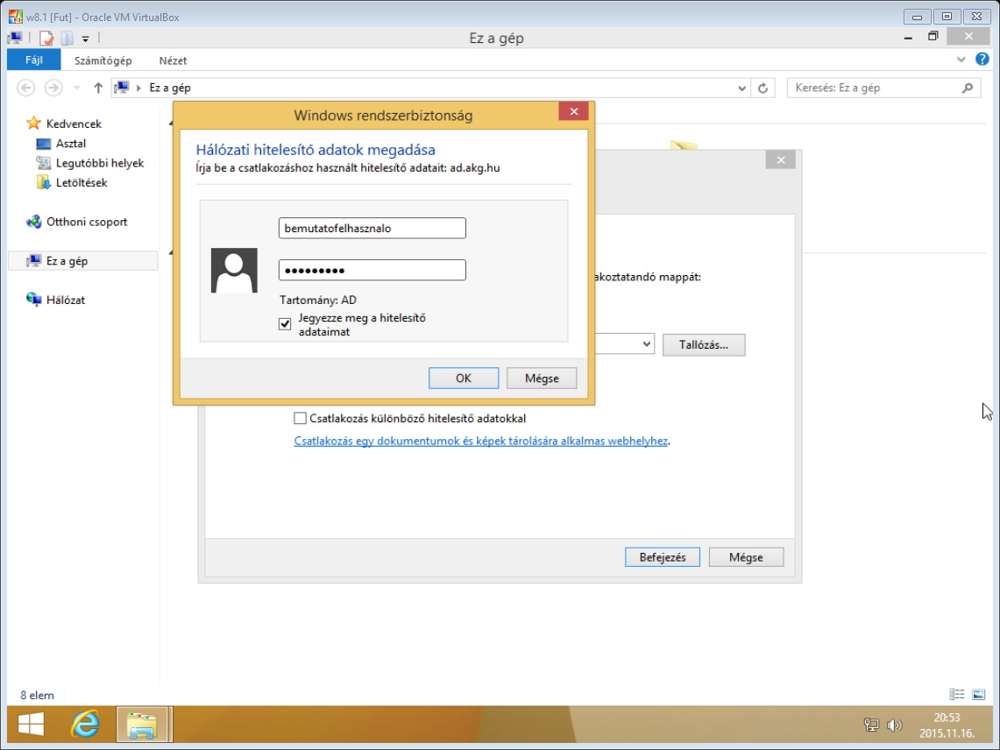 w8.1 [Fut] - Oracle VM VirtualBox
Ez a gép
Fájl Számítógép Nézet
Ez a gép
Keresés: Ez a gép
Kedvencek
Asztal
Legutóbbi helyek
Letöltések
Otthoni csoport
Ez a gép
Hálózat
Windows rendszerbiztonság
Hálózati hitelesítő adatok megadása
Írja be a csatlakozáshoz használt hitelesítő adatait: ad.akg.hu
bemutatofelhasznalo
Tartomány: AD
Jegyezze meg a hitelesítő
adataimat
OK Mégse
akoztatandó mappát:
Tallózás...
Csatlakozás különböző hitelesítő adatokkal
Csatlakozás egy dokumentumok és képek tárolására alkalmas webhelyhez.
Befejezés Mégse
8 elem
20:53
2015.11.16.